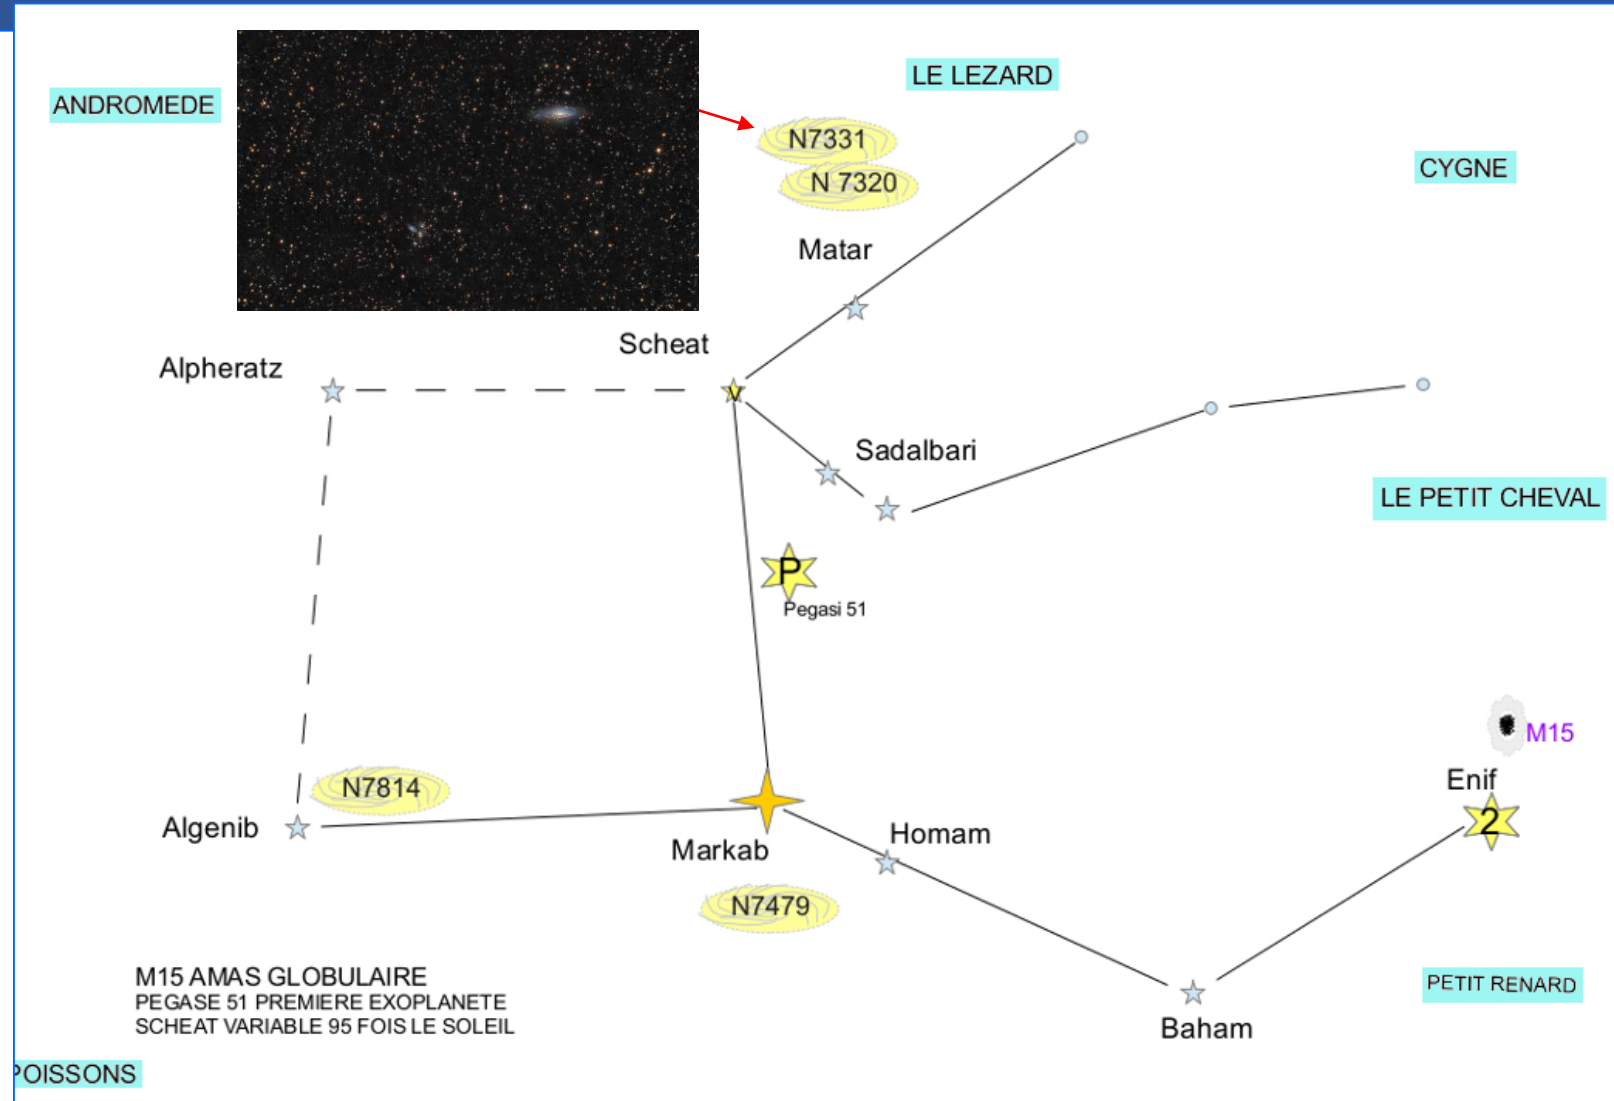 LE LEZARD
ANDROMEDE
N7331
CYGNE
N 7320
Matar
Scheat
Alpheratz
V
Sadalbari
LE PETIT CHEVAL
P
Pegasi 51
M15
Enif
N7814
2
Algenib
Homam
Markab
N7479
M15 AMAS GLOBULAIRE
PEGASE 51 PREMIERE EXOPLANETE
SCHEAT VARIABLE 95 FOIS LE SOLEIL
PETIT RENARD
Baham
POISSONS